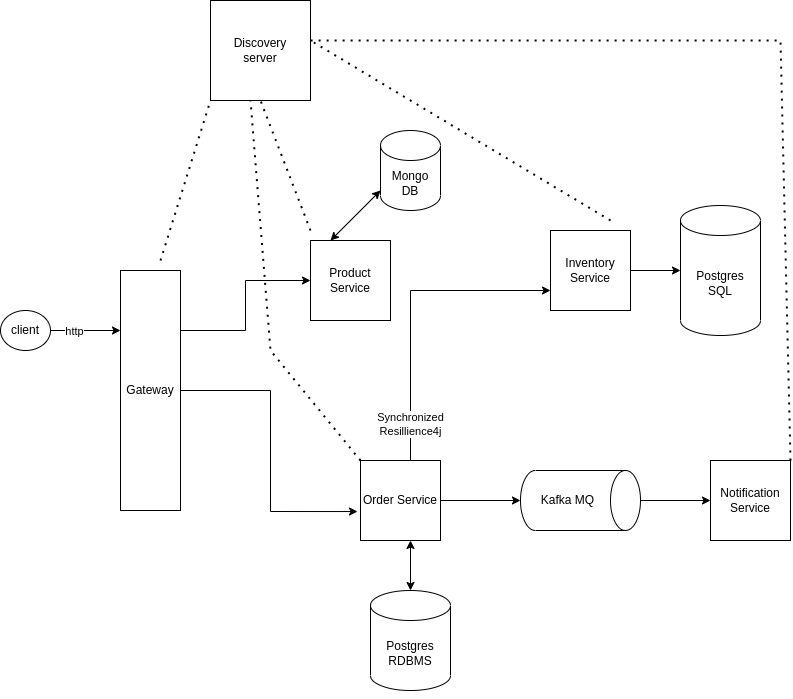 Discovery
server
Mongo
DB
Product
Service
Inventory
Service
Postgres
SQL
client
http
Gateway
Synchronized
Resillience4j
Order Service
Kafka MQ
Notification
Service
Postgres
RDBMS